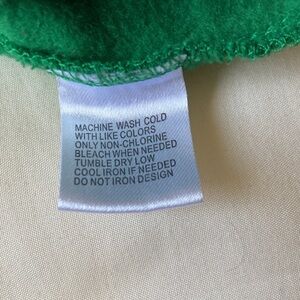 MACHINE WASH COLD
WITH LIKE COLORS
ONLY NON-CHLORINE
BLEACH WHEN NEEDED
TUMBLE DRY LOW
COOL IRON IF NEEDED
DO NOT IRON DESIGN